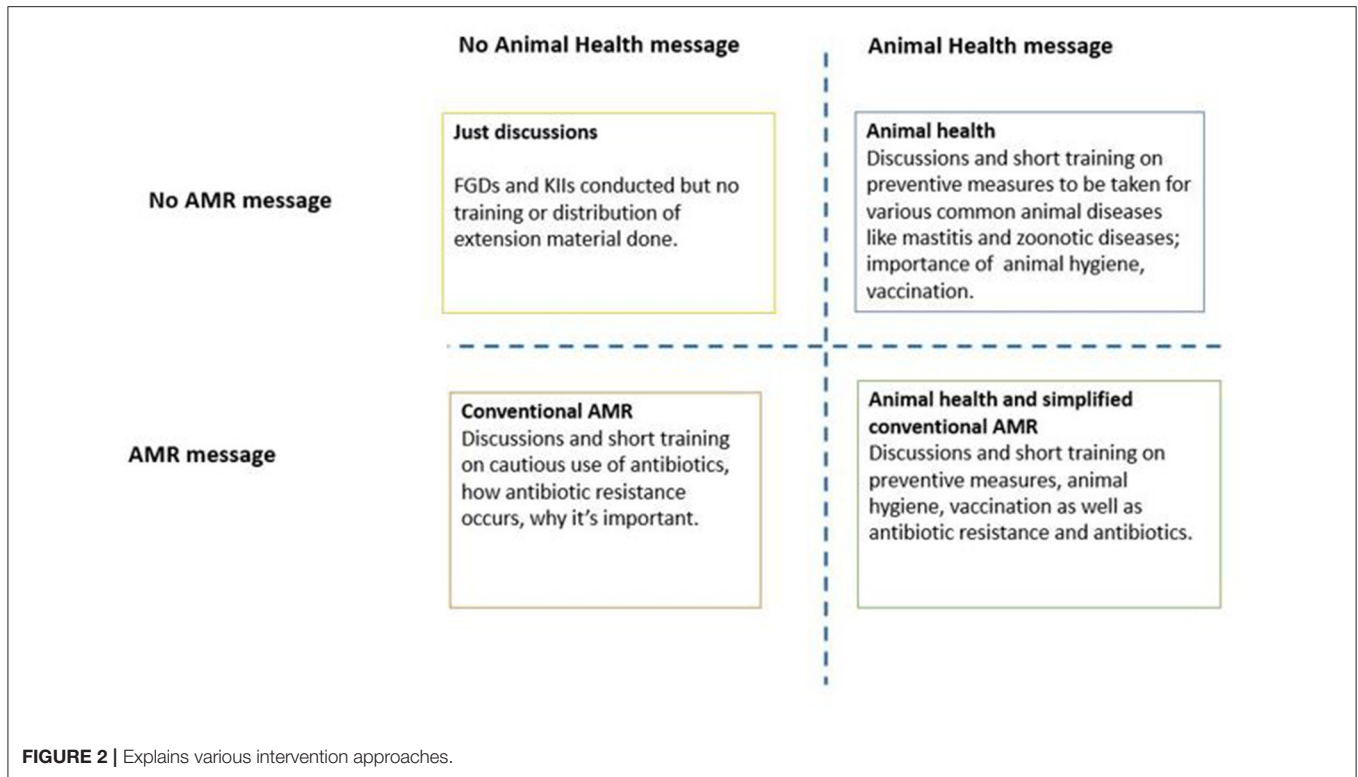 No Animal Health message
Animal Health message
No AMR message
Just discussions
FGDs and KIIs conducted but no
training or distribution of
extension material done.
Animal health
Discussions and short training on
preventive measures to be taken for
various common animal diseases
like mastitis and zoonotic diseases;
importance of animal hygiene,
vaccination.
AMR message
Conventional AMR
Discussions and short training
on cautious use of antibiotics,
how antibiotic resistance
occurs, why it's important.
Animal health and simplified
conventional AMR
Discussions and short training on
preventive measures, animal
hygiene, vaccination as well as
antibiotic resistance and antibiotics.
FIGURE 2 | Explains various intervention approaches.